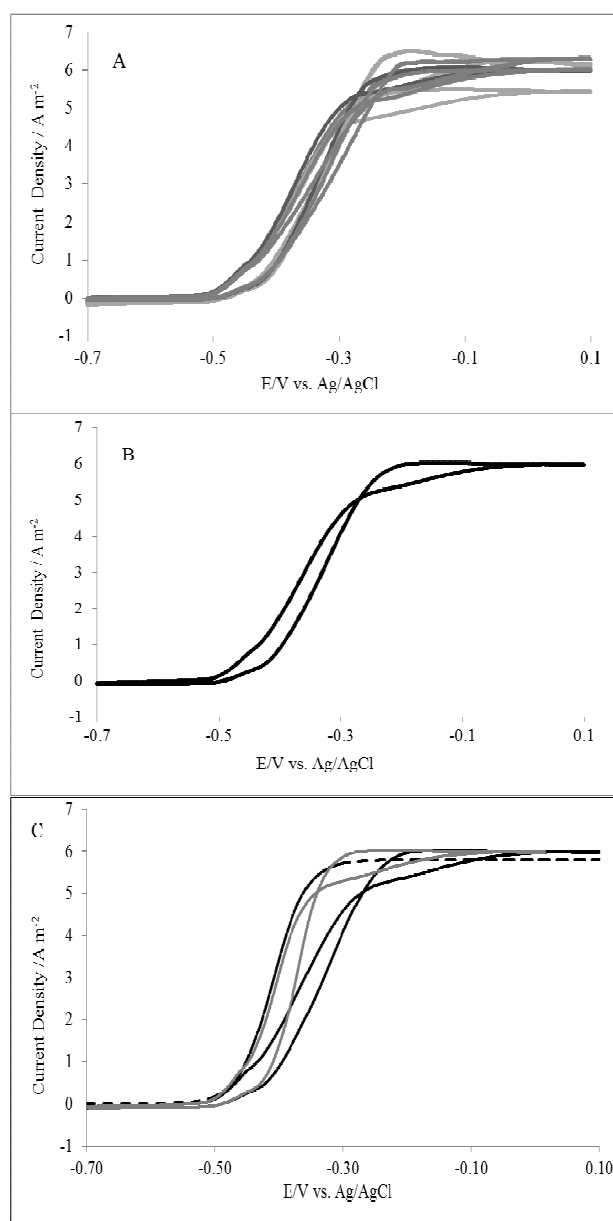 A
Current Density / A m-2
7
6
5
4
3
2
1
0
-1
-0.7 -0.5 -0.3 -0.1 0.1
E/V vs. Ag/AgCl
B
Current Density / A m-2
7
6
5
4
3
2
1
0
-1
-0.7 -0.5 -0.3 -0.1 0.1
E/V vs. Ag/AgCl
C
Current Density /A m-2
7
6
5
4
3
2
1
0
-1
-0.70 -0.50 -0.30 -0.10 0.10
E/V vs. Ag/AgCl